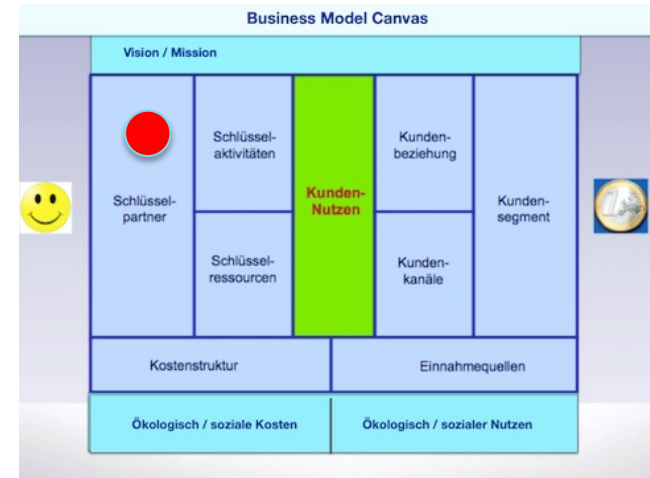 Business Model Canvas
Vision / Mission
Schlüssel-
partner
Schlüssel-
aktivitäten
Schlüssel-
ressourcen
Kunden-
Nutzen
Kunden-
beziehung
Kunden-
kanäle
Kunden-
segment
Kostenstruktur
Einnahmequellen
Ökologisch / soziale Kosten
Ökologisch / sozialer Nutzen